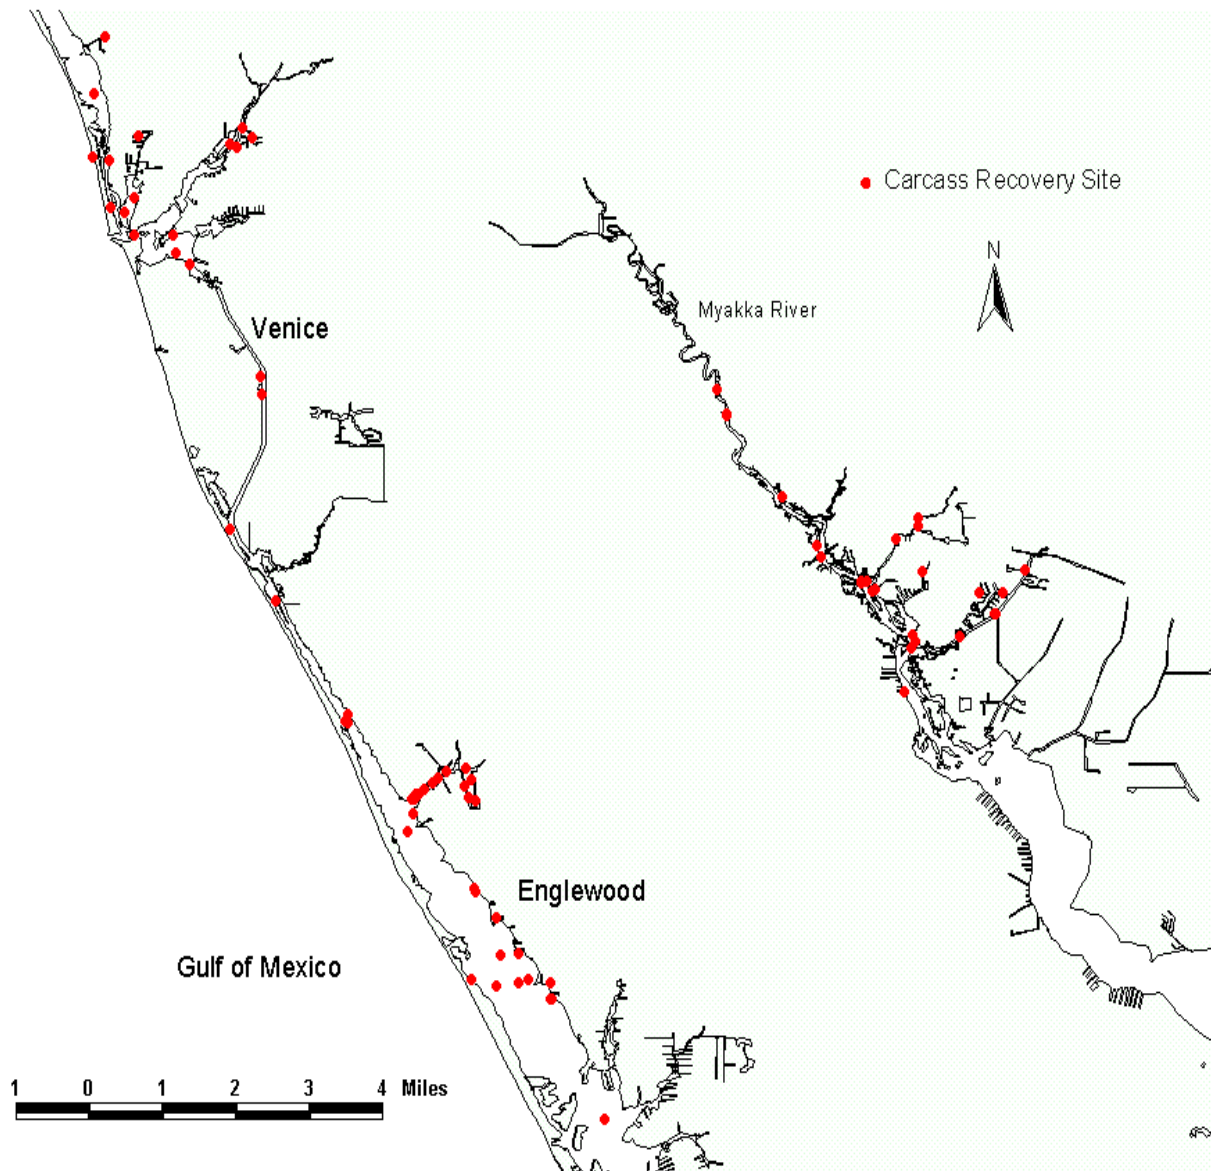 Carcass Recovery Site
N
Myakka River
Venice
Englewood
Gulf of Mexico
1 0 1 2 3 4 Miles